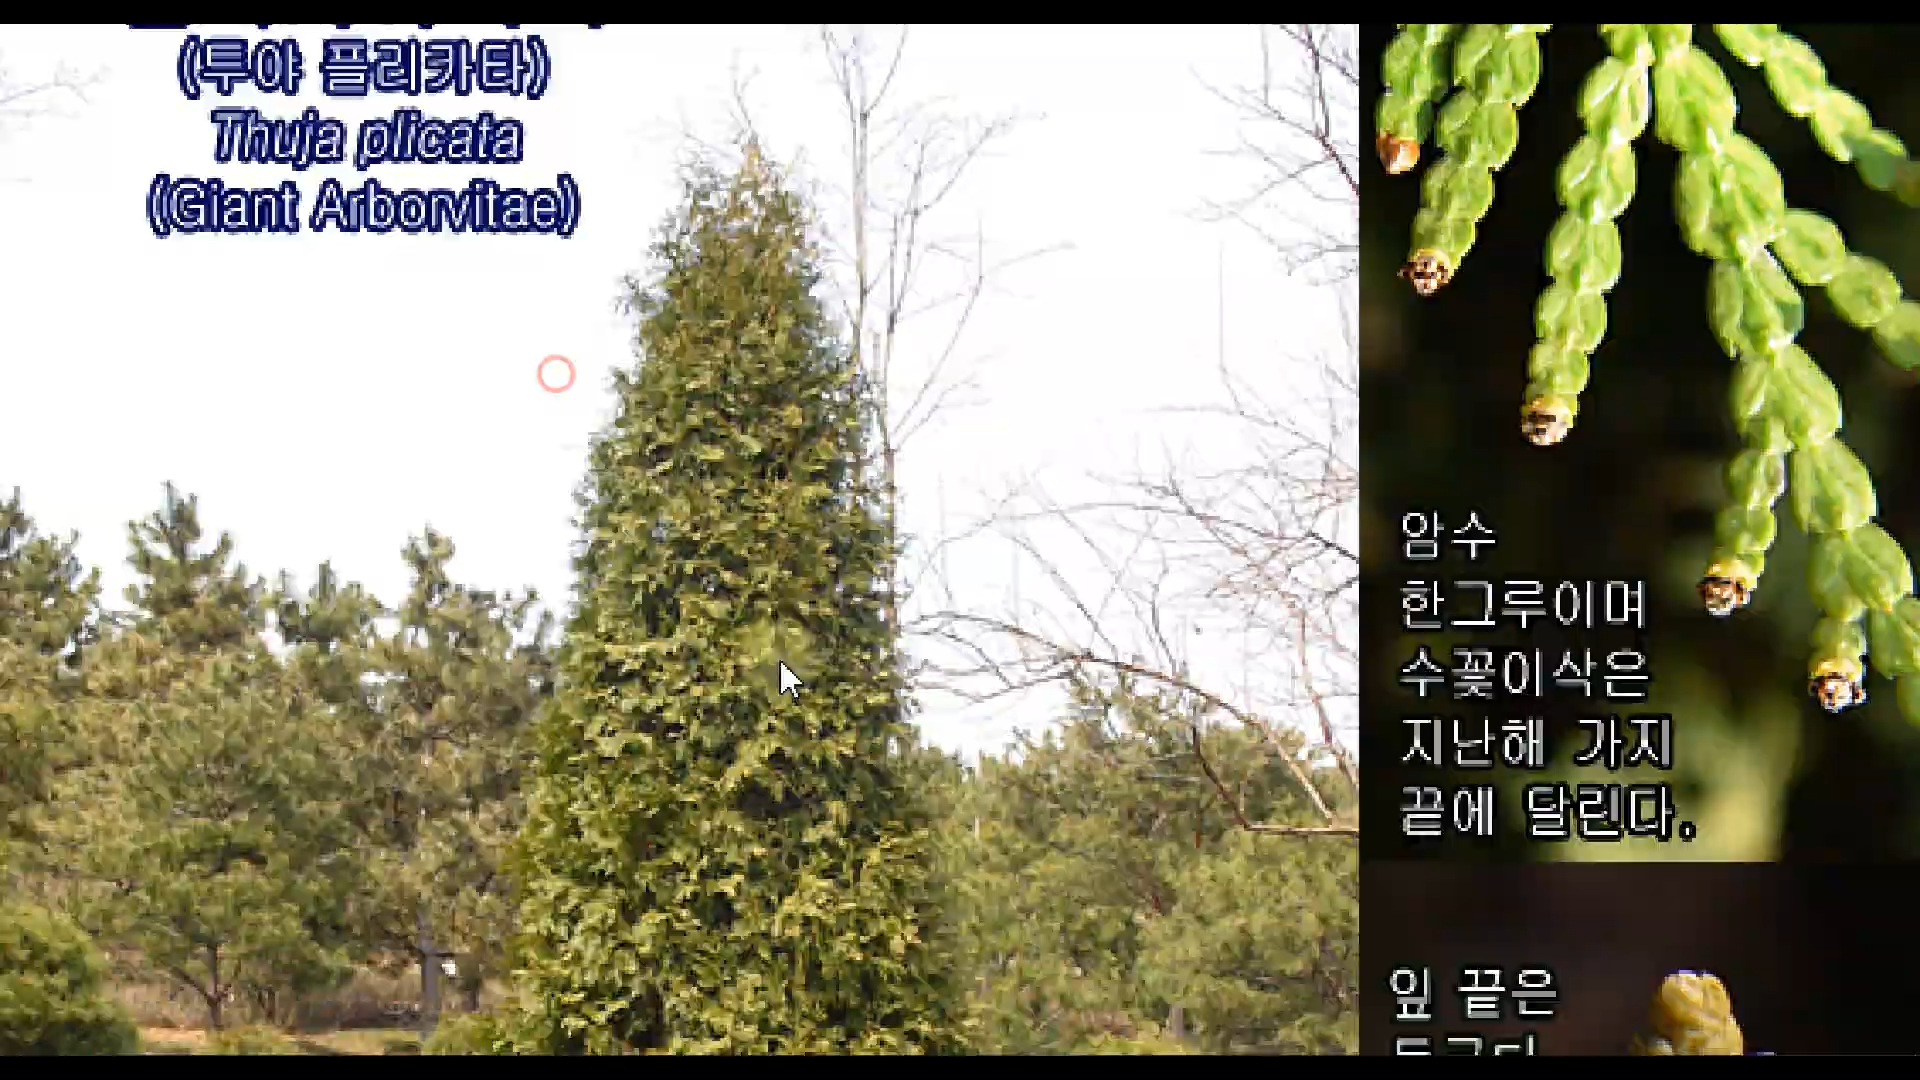 (투야 플리카타)
Thuja plicata
(Giant Arborvitae)
암수
한그루이며
수꽃이삭은
지난해 가지
끝에 달린다.
잎 끝은